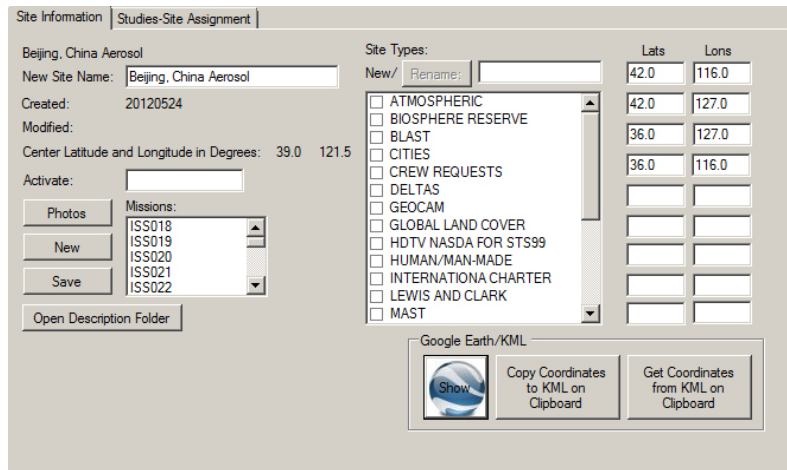 Site Information
Studies-Site Assignment
Beijing, China Aerosol
New Site Name: Beijing, China Aerosol
Created: 20120524
Modified:
Center Latitude and Longitude in Degrees: 39.0 121.5
Activate:
Photos
New
Save
Missions:
ISS018
ISS019
ISS020
ISS021
ISS022
Open Description Folder
Site Types:
New/ Rename:
ATMOSPHERIC
BIOSPHERE RESERVE
BLAST
CITIES
CREW REQUESTS
DELTAS
GEOCAM
GLOBAL LAND COVER
HDTV NASDA FOR STS99
HUMAN/MAN-MADE
INTERNATIONA CHARTER
LEWIS AND CLARK
MAST
Lats Lons
42.0 116.0
42.0 127.0
36.0 127.0
36.0 116.0
Google Earth/KML
Show
Copy Coordinates
to KML on
Clipboard
Get Coordinates
from KML on
Clipboard